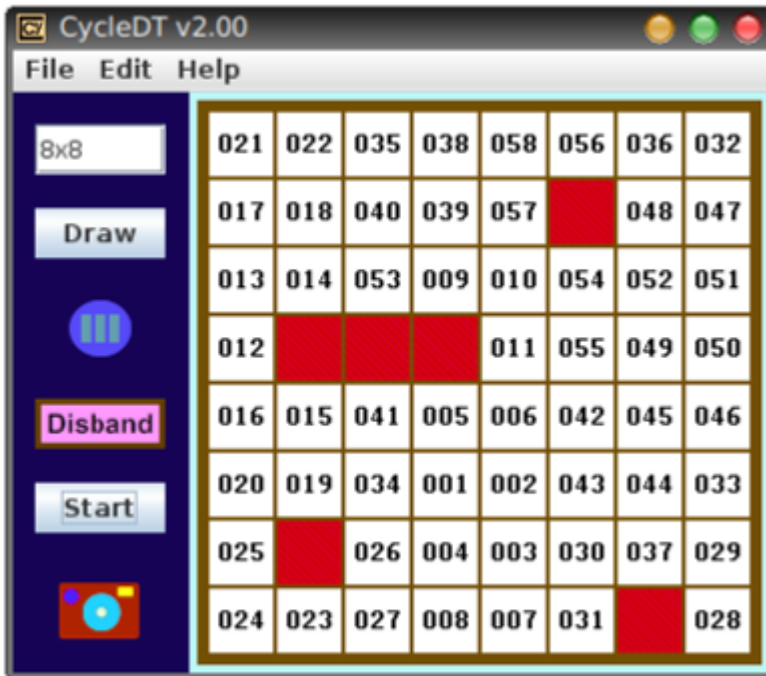 CycleDT v2.00
File Edit Help
8x8
Draw
Disband
Start
021 022 035 038 058 056 036 032
017 018 040 039 057 048 047
013 014 053 009 010 054 052 051
012 011 055 049 050
016 015 041 005 006 042 045 046
020 019 034 001 002 043 044 033
025 026 004 003 030 037 029
024 023 027 008 007 031 028